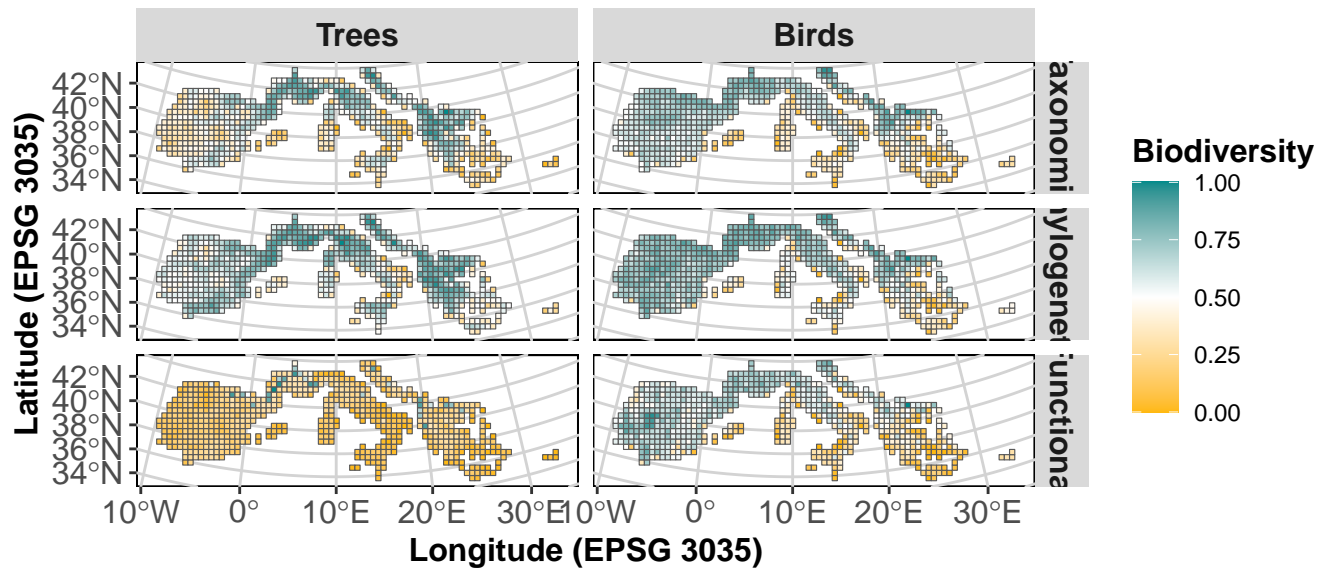 Trees
Birds
42°N
40°N
38°N
36°N
34°N
axonomi
42°N
40°N
38°N
36°N
34°N
hylogenet
42°N
40°N
38°N
36°N
34°N
unctiona
10°W
0°
10°E
20°E
30°E
10°W
0°
10°E
20°E
30°E
Longitude (EPSG 3035)
Latitude (EPSG 3035)
Biodiversity
1.00
0.75
0.50
0.25
0.00